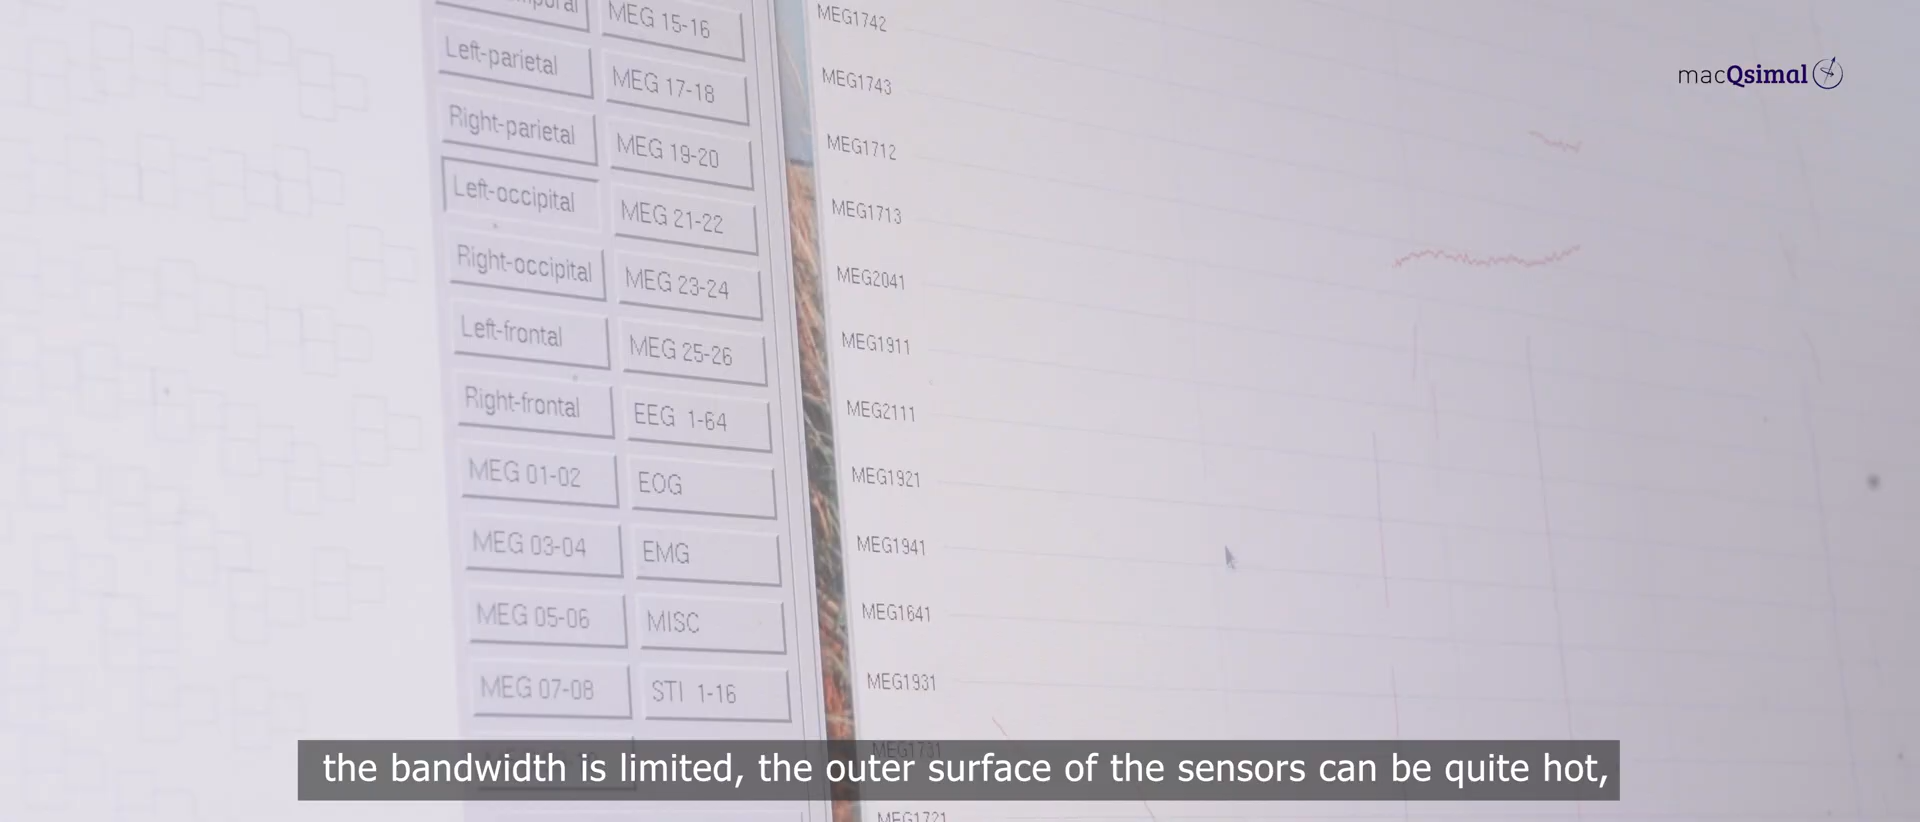 macQsimal
MEG 15-16
Left-parietal
MEG 17-18
Right-parietal
MEG 19-20
Left-occipital
MEG 21-22
Right-occipital
MEG 23-24
Left-frontal
MEG 25-26
Right-frontal
EEG 1-64
MEG 01-02
EOG
MEG 03-04
EMG
MEG 05-06
MISC
MEG 07-08
STI 1-16
MEG1742
MEG1743
MEG1712
MEG1713
MEG2041
MEG1911
MEG2111
MEG1921
MEG1941
MEG1641
MEG1931
MEG1731
MEG1721
the bandwidth is limited, the outer surface of the sensors can be quite hot,